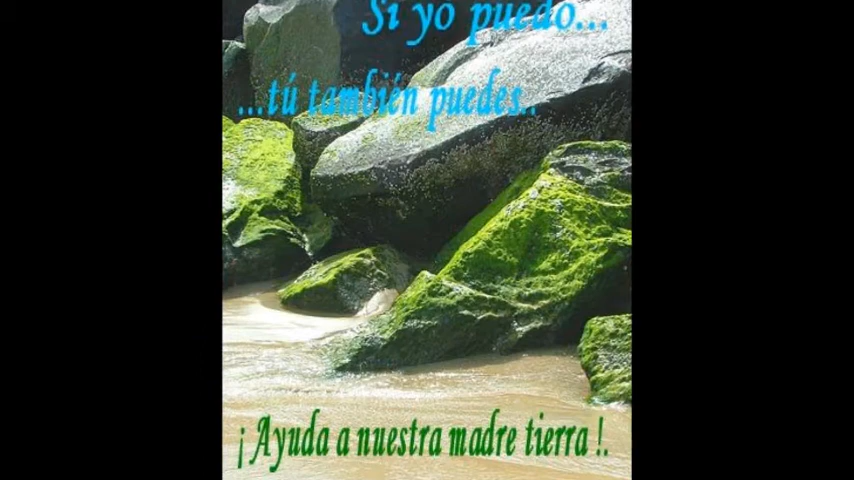 Si yo puedo...
...tú también puedes..
¡Ayuda a nuestra madre tierra!.